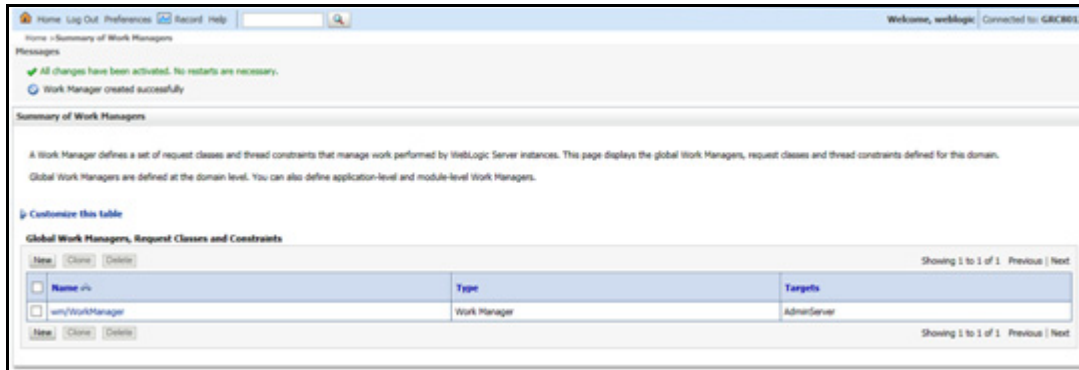 Home Log Out Preferences Record Help Welcome, weblogic Connected to: GRC801
Home >Summary of Work Managers
Messages
All changes have been activated. No restarts are necessary.
Work Manager created successfully
Summary of Work Managers
A Work Manager defines a set of request classes and thread constraints that manage work performed by WebLogic Server instances. This page displays the global Work Managers, request classes and thread constraints defined for this domain.
Global Work Managers are defined at the domain level. You can also define application-level and module-level Work Managers.
Customize this table
Global Work Managers, Request Classes and Constraints
New Clone Delete Showing 1 to 1 of 1 Previous | Next
Name Type Targets
wm/WorkManager Work Manager AdminServer
New Clone Delete Showing 1 to 1 of 1 Previous | Next